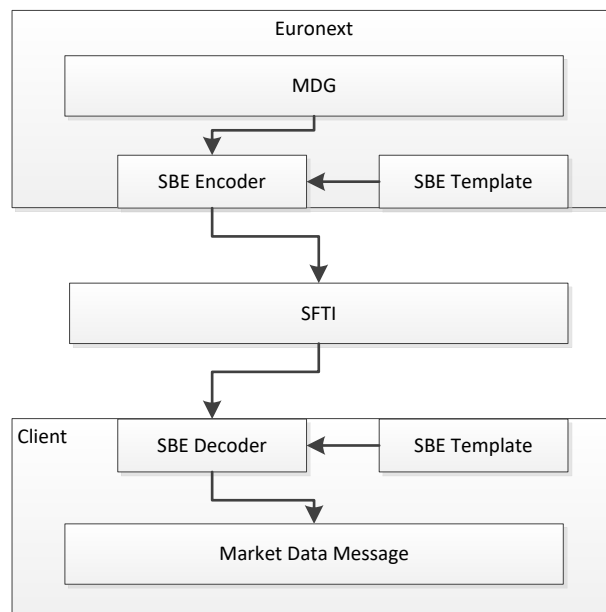 Euronext
MDG
SBE Encoder
SBE Template
SFTI
Client
SBE Decoder
SBE Template
Market Data Message